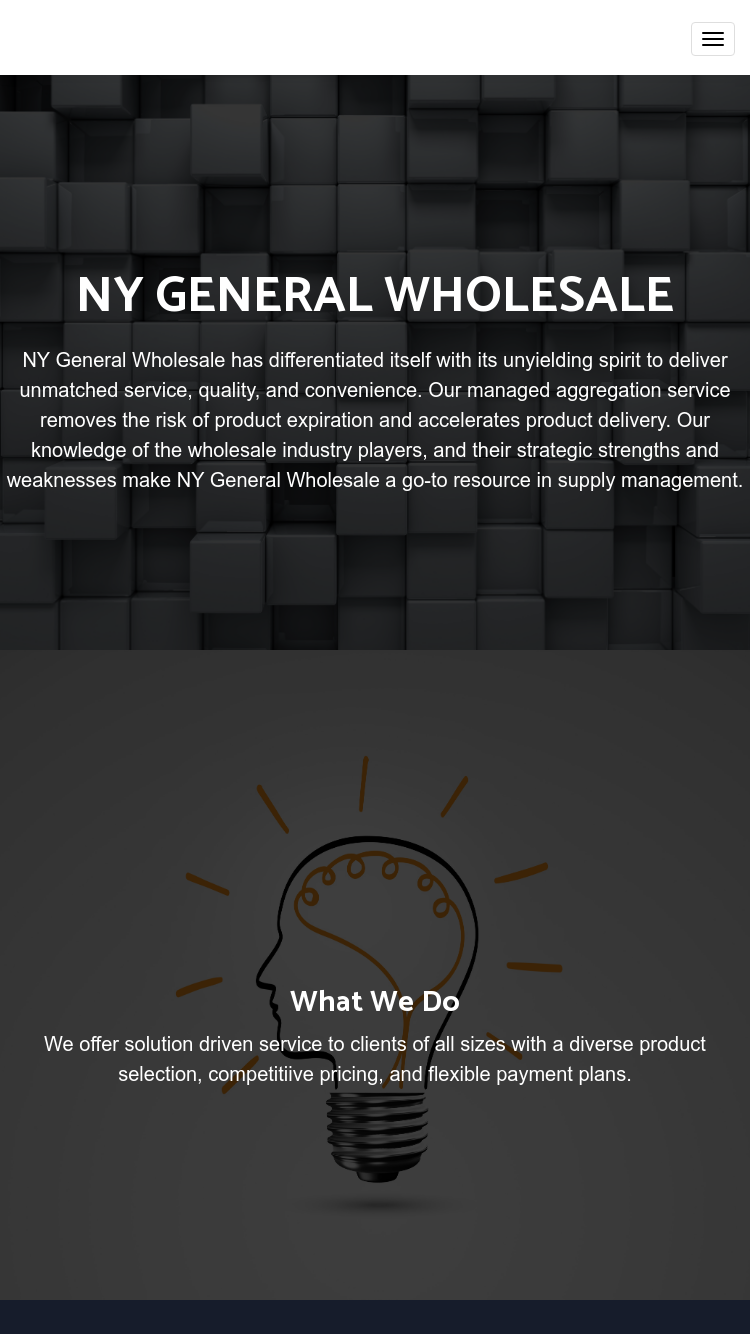 NY GENERAL WHOLESALE
NY General Wholesale has differentiated itself with its unyielding spirit to deliver
unmatched service, quality, and convenience. Our managed aggregation service
removes the risk of product expiration and accelerates product delivery. Our
knowledge of the wholesale industry players, and their strategic strengths and
weaknesses make NY General Wholesale a go-to resource in supply management.
What We Do
We offer solution driven service to clients of all sizes with a diverse product
selection, competitiive pricing, and flexible payment plans.